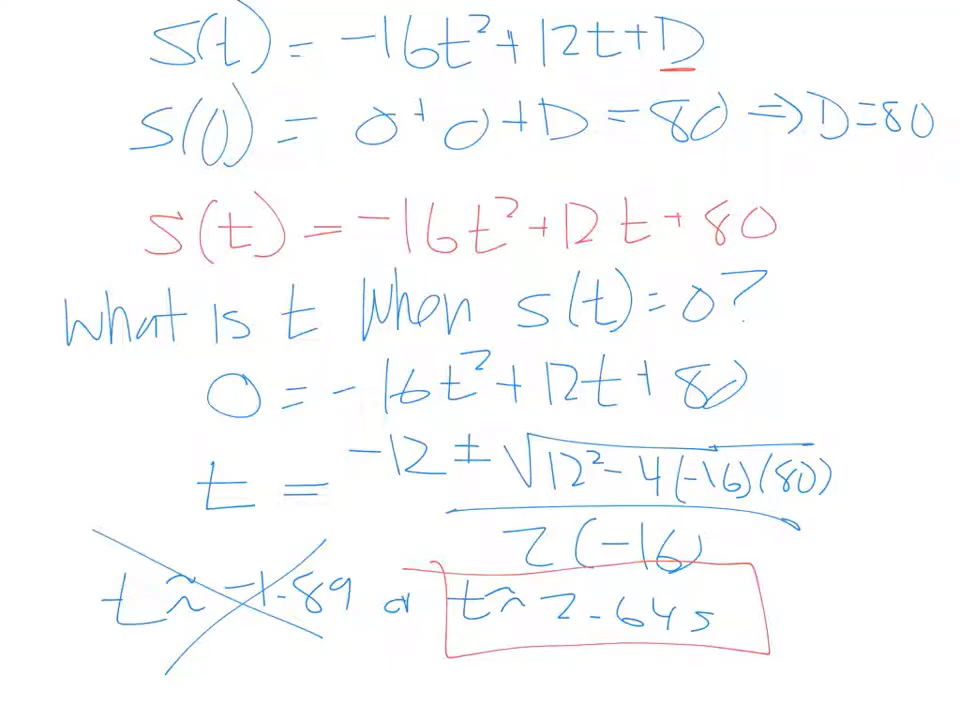 s(t) = -16t² + 12t + D
s(0) = 0 + 0 + D = 80 ⇒ D = 80
s(t) = -16t² + 12t + 80
What is t when s(t) = 0?
0 = -16t² + 12t + 80
t = -12 ± √12² - 4(-16)(80)
2(-16)
t ≈ -1.89 or t ≈ 2.64 s